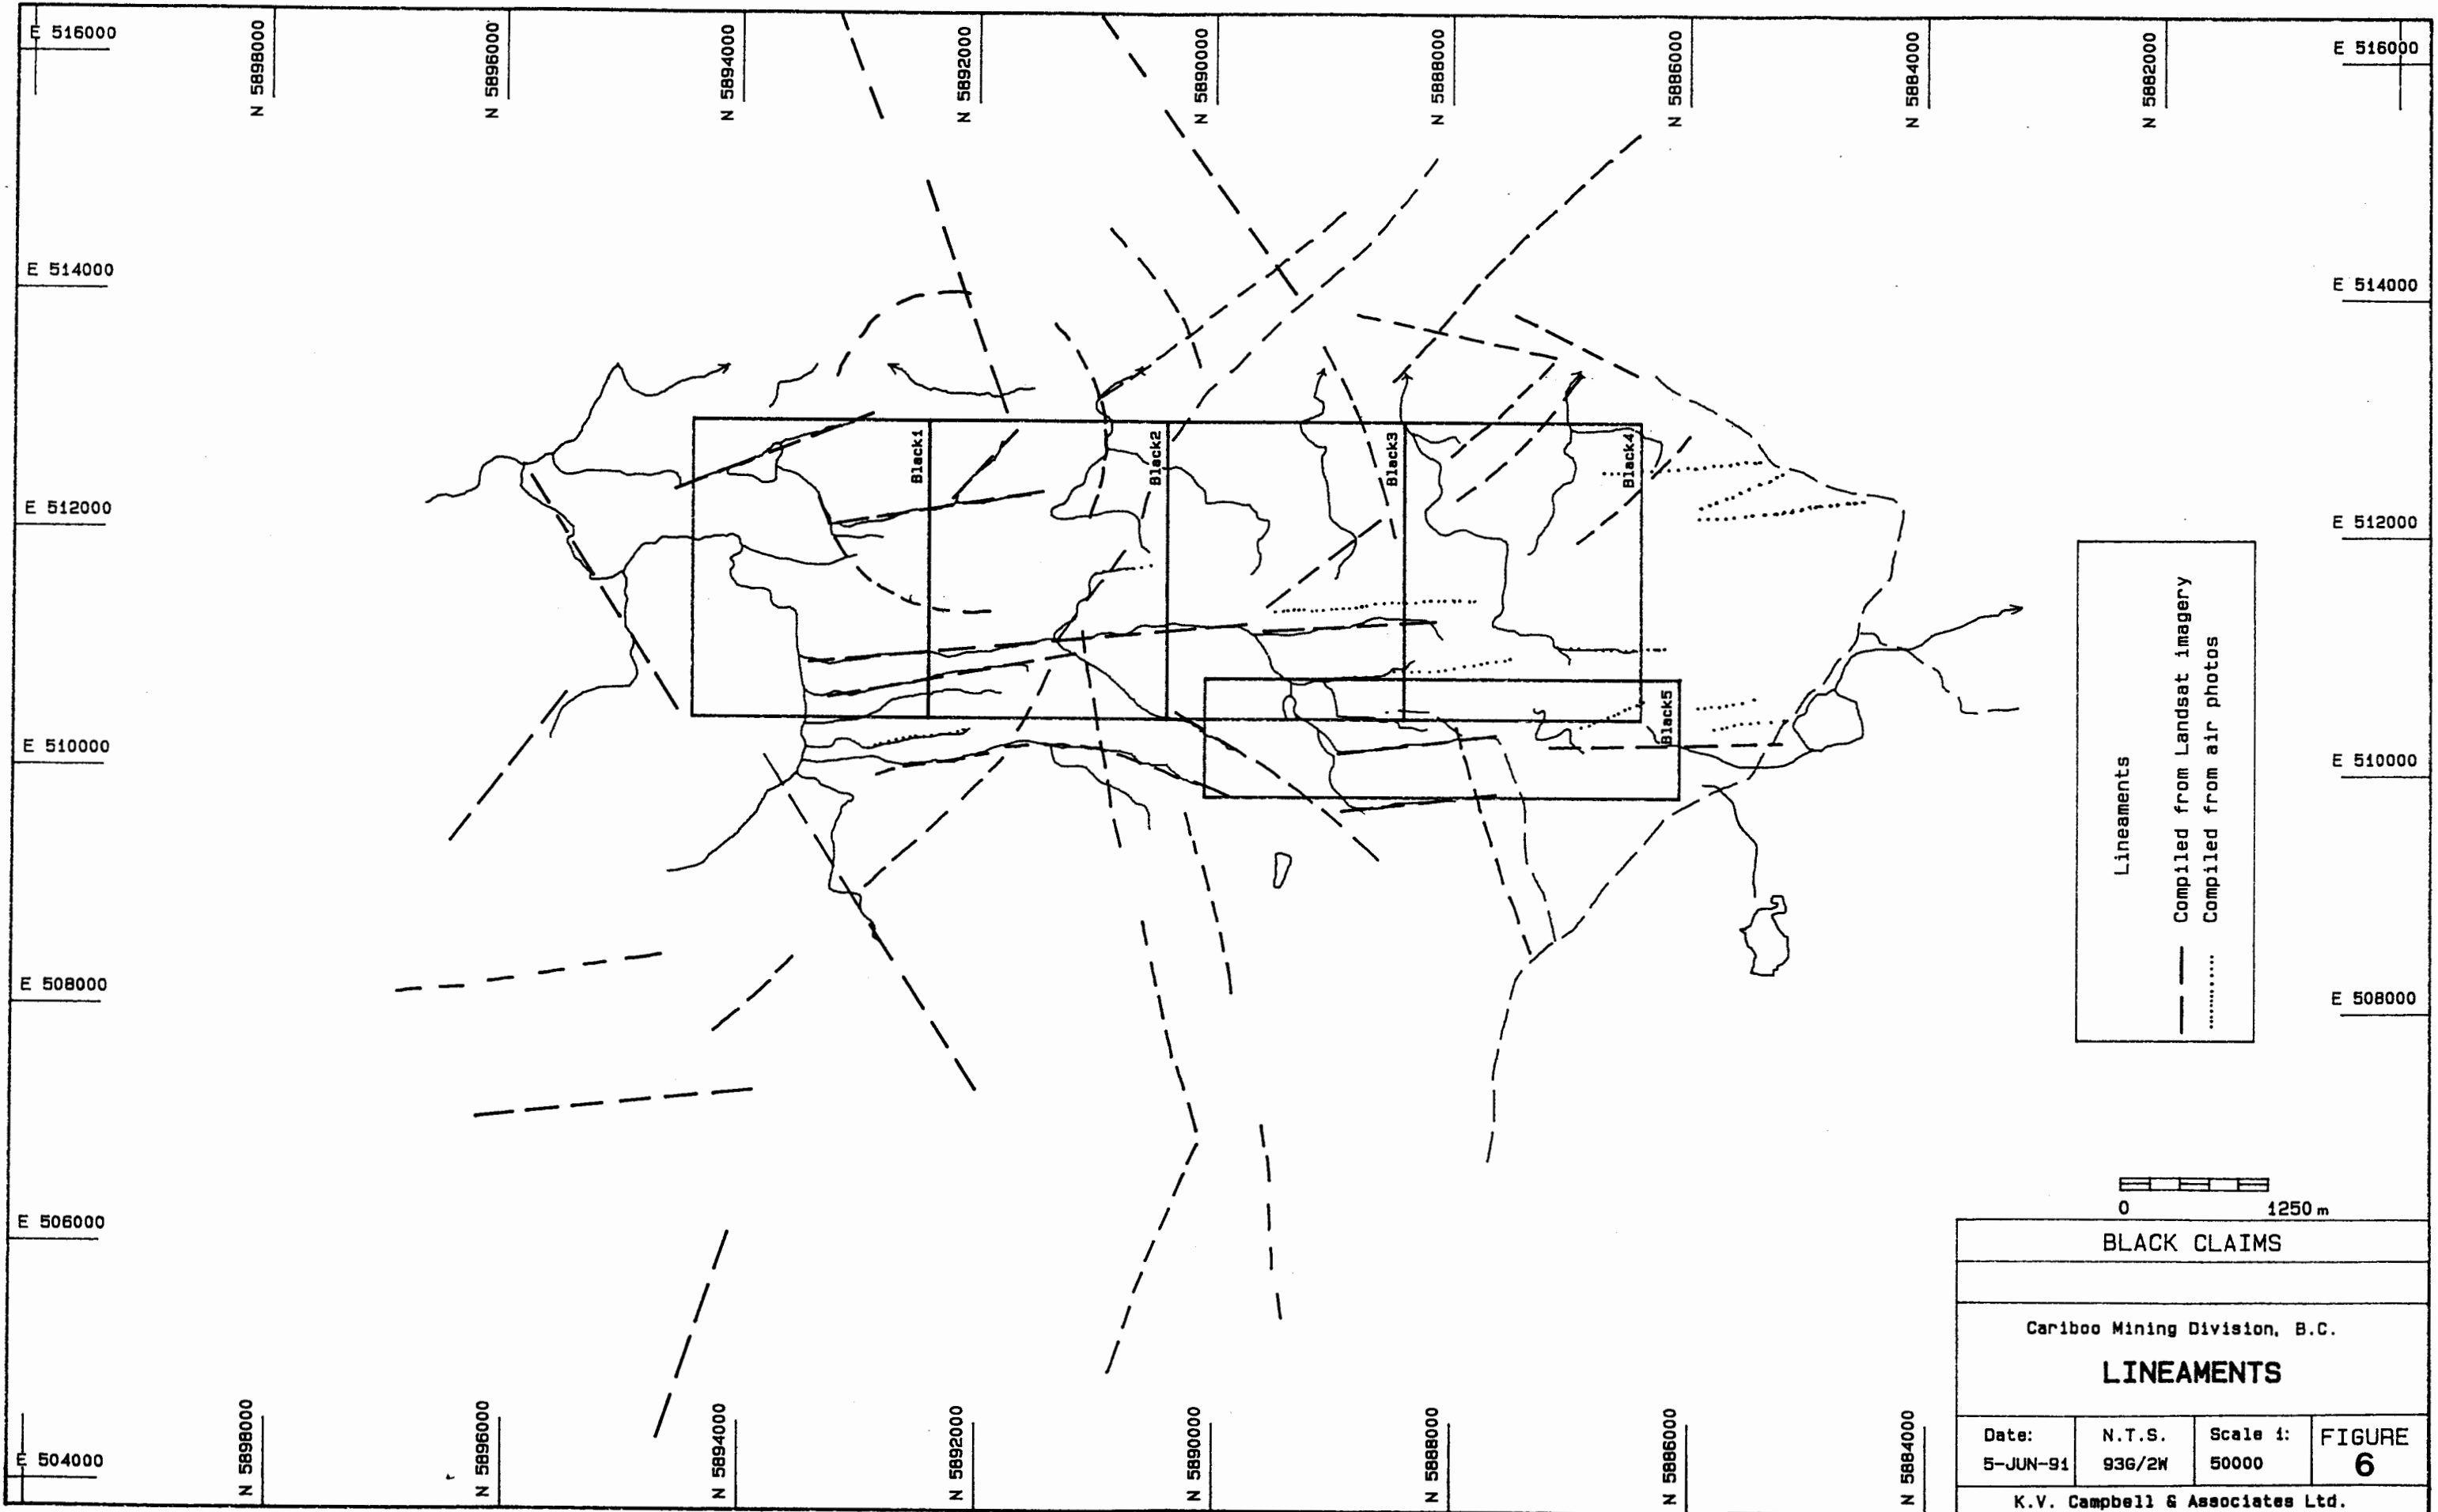 E 516000
N 5898000
N 5896000
N 5894000
N 5892000
N 5890000
N 5888000
N 5886000
N 5884000
N 5882000
E 516000
E 514000
E 514000
Black1
Black2
Black3
Black4
E 512000
E 512000
Black5
E 510000
E 510000
Lineaments
Compiled from Landsat imagery
Compiled from air photos
E 508000
E 508000
E 506000
0 1250 m
BLACK CLAIMS
Cariboo Mining Division, B.C.
LINEAMENTS
E 504000
N 5898000
N 5896000
N 5894000
N 5892000
N 5890000
N 5888000
N 5886000
N 5884000
Date:
5-JUN-91
N.T.S.
93G/2W
Scale 1:
50000
FIGURE
6
K.V. Campbell & Associates Ltd.